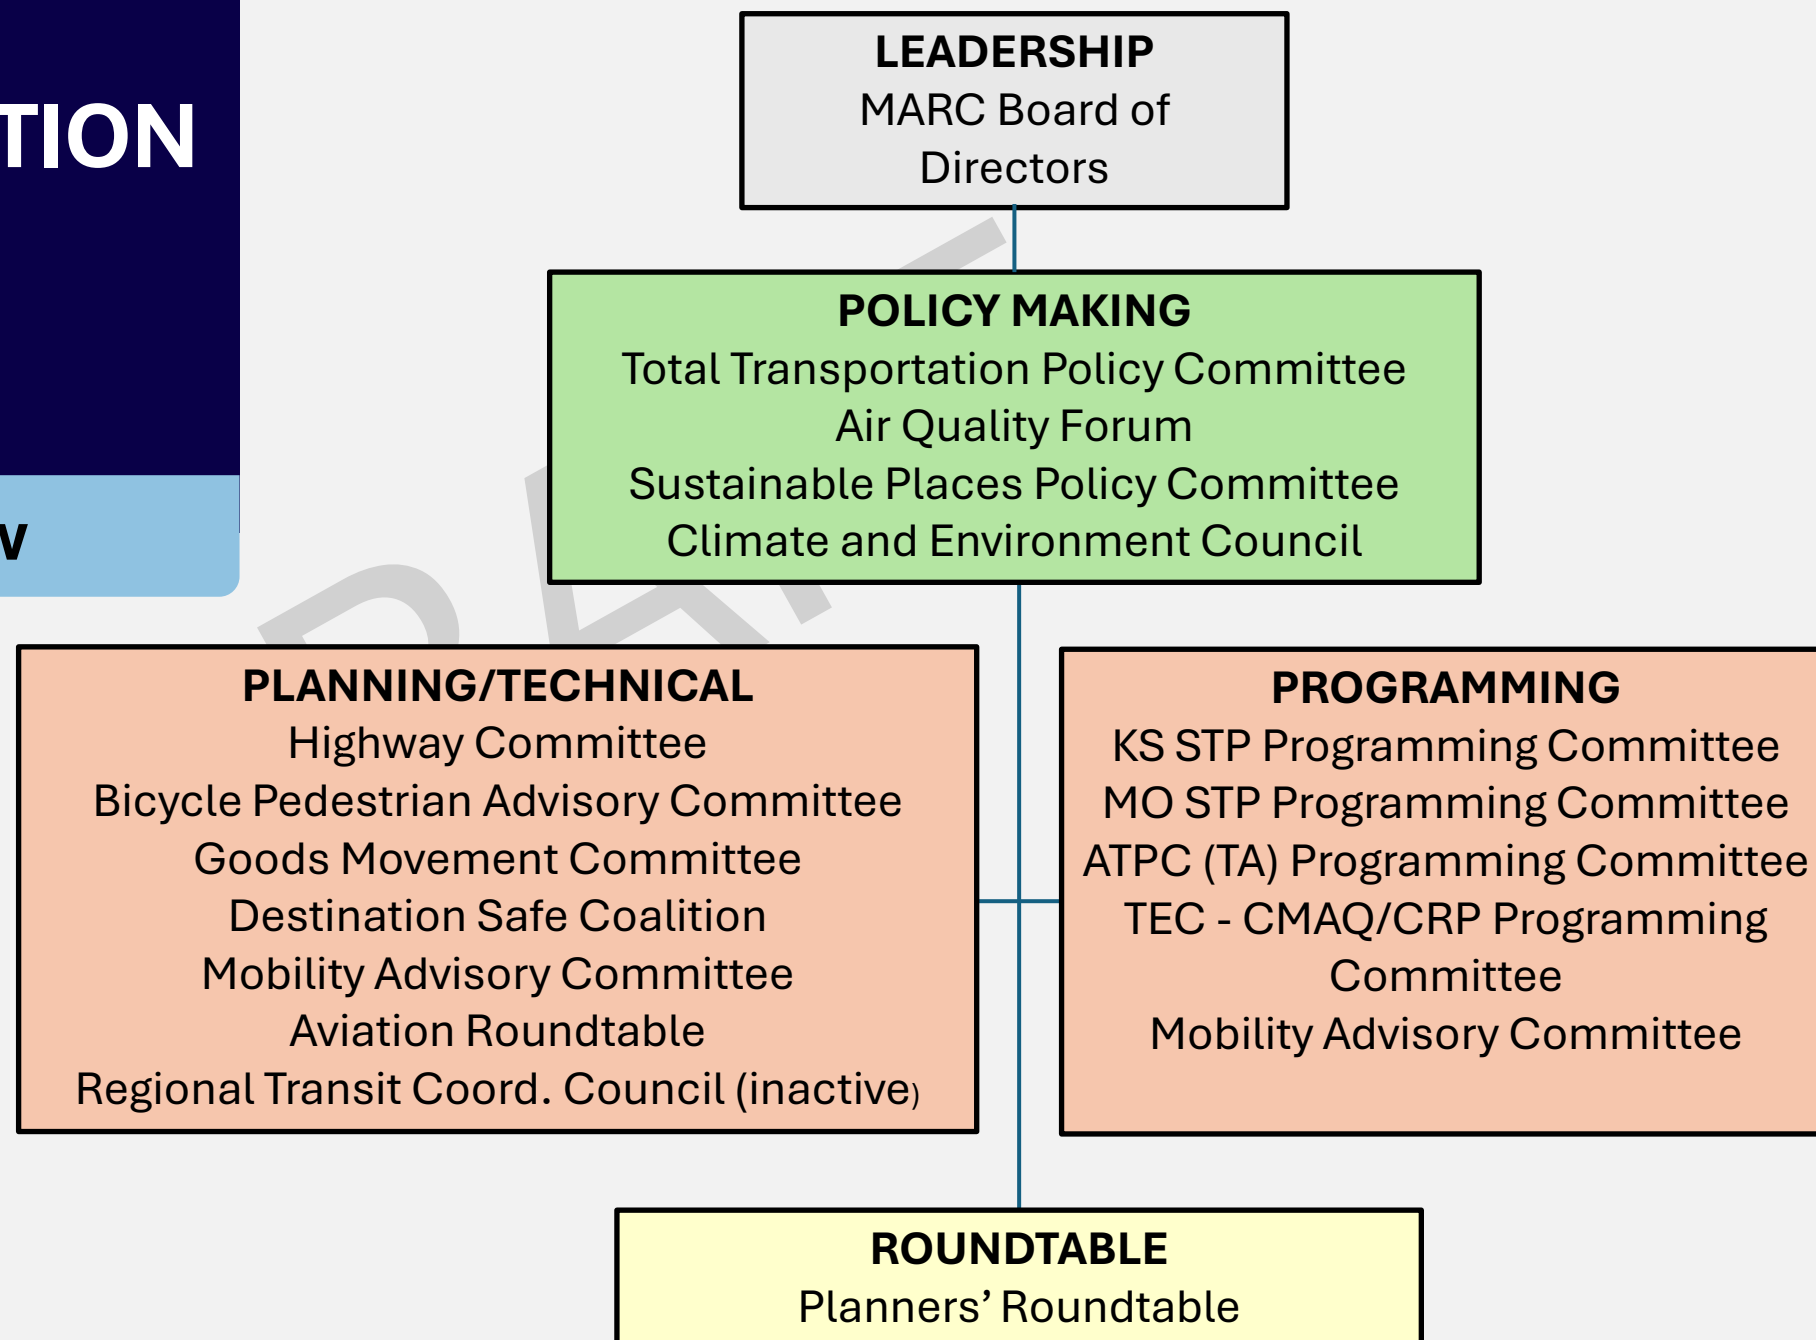 TION
w
LEADERSHIP
MARC Board of
Directors
POLICY MAKING
Total Transportation Policy Committee
Air Quality Forum
Sustainable Places Policy Committee
Climate and Environment Council
PLANNING/TECHNICAL
Highway Committee
Bicycle Pedestrian Advisory Committee
Goods Movement Committee
Destination Safe Coalition
Mobility Advisory Committee
Aviation Roundtable
Regional Transit Coord. Council (inactive)
PROGRAMMING
KS STP Programming Committee
MO STP Programming Committee
ATPC (TA) Programming Committee
TEC - CMAQ/CRP Programming
Committee
Mobility Advisory Committee
ROUNDTABLE
Planners’ Roundtable